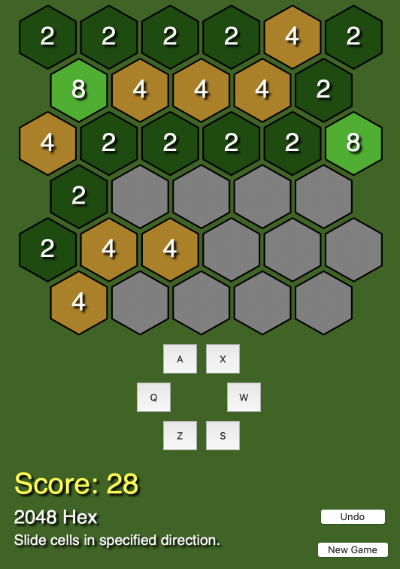 2 2 2 2 4 2
8 4 4 4 2
4 2 2 2 2 8
2
2 4 4
4
A X
Q W
Z S
Score: 28
2048 Hex
Undo
Slide cells in specified direction.
New Game